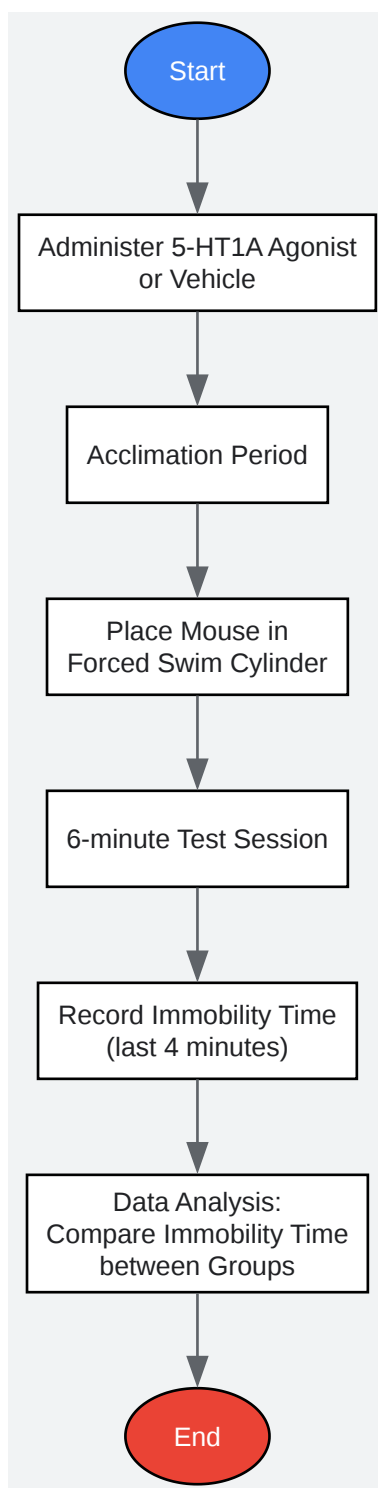 Start
Administer 5-HT1A Agonist
or Vehicle
Acclimation Period
Place Mouse in
Forced Swim Cylinder
6-minute Test Session
Record Immobility Time
(last 4 minutes)
Data Analysis:
Compare Immobility Time
between Groups
End